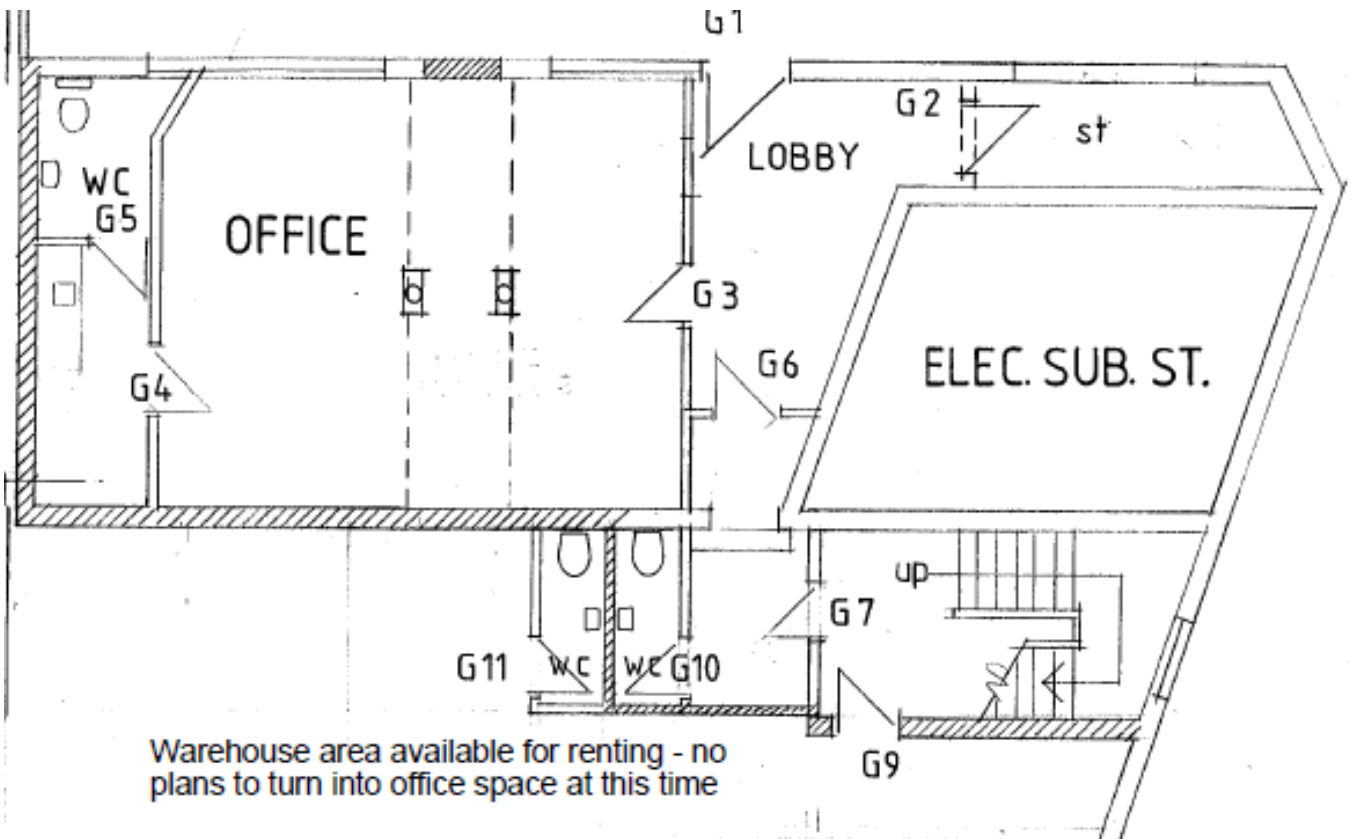 G1
G2
st
LOBBY
WC
G5
OFFICE
G3
ELEC. SUB. ST.
G6
G4
up
G7
G11
WC
WC
G10
Warehouse area available for renting - no
plans to turn into office space at this time
G9